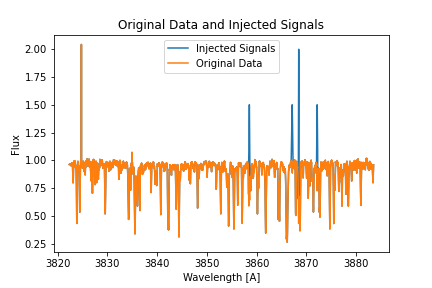 Original Data and Injected Signals
Injected Signals
Original Data
2.00
1.75
1.50
1.25
1.00
0.75
0.50
0.25
Flux
3820 3830 3840 3850 3860 3870 3880
Wavelength [A]